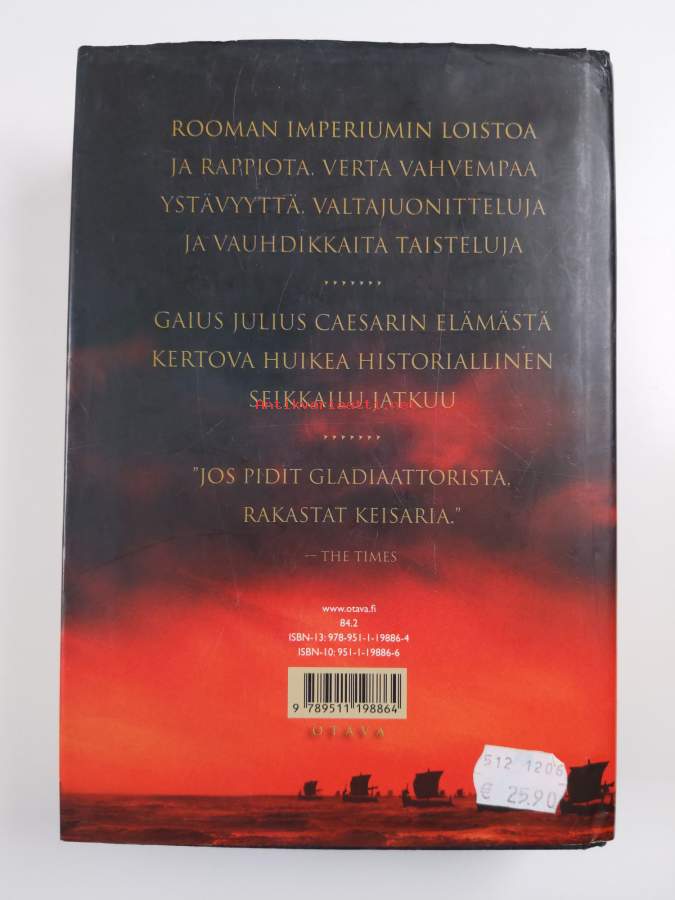 ROOMAN IMPERIUMIN LOISTOA
JA RAPPIOTA, VERTA VAHVEMPAA
YSTÄVYYTTÄ, VALTAJUONITTELUJA
JA VAUHDIKKAITA TAISTELUJA
GAIUS JULIUS CAESARIN ELÄMÄSTÄ
KERTOVA HUIKEA HISTORIALLINEN
SEIKKAILU JATKUU
"JOS PIDIT GLADIAATTORISTA,
RAKASTAT KEISARIA."
— THE TIMES
www.otava.fi
84.2
ISBN-13: 978-951-1-19886-4
ISBN-10: 951-1-19886-6
9 789511 198864
OTAVA
512 1206
€ 25.90